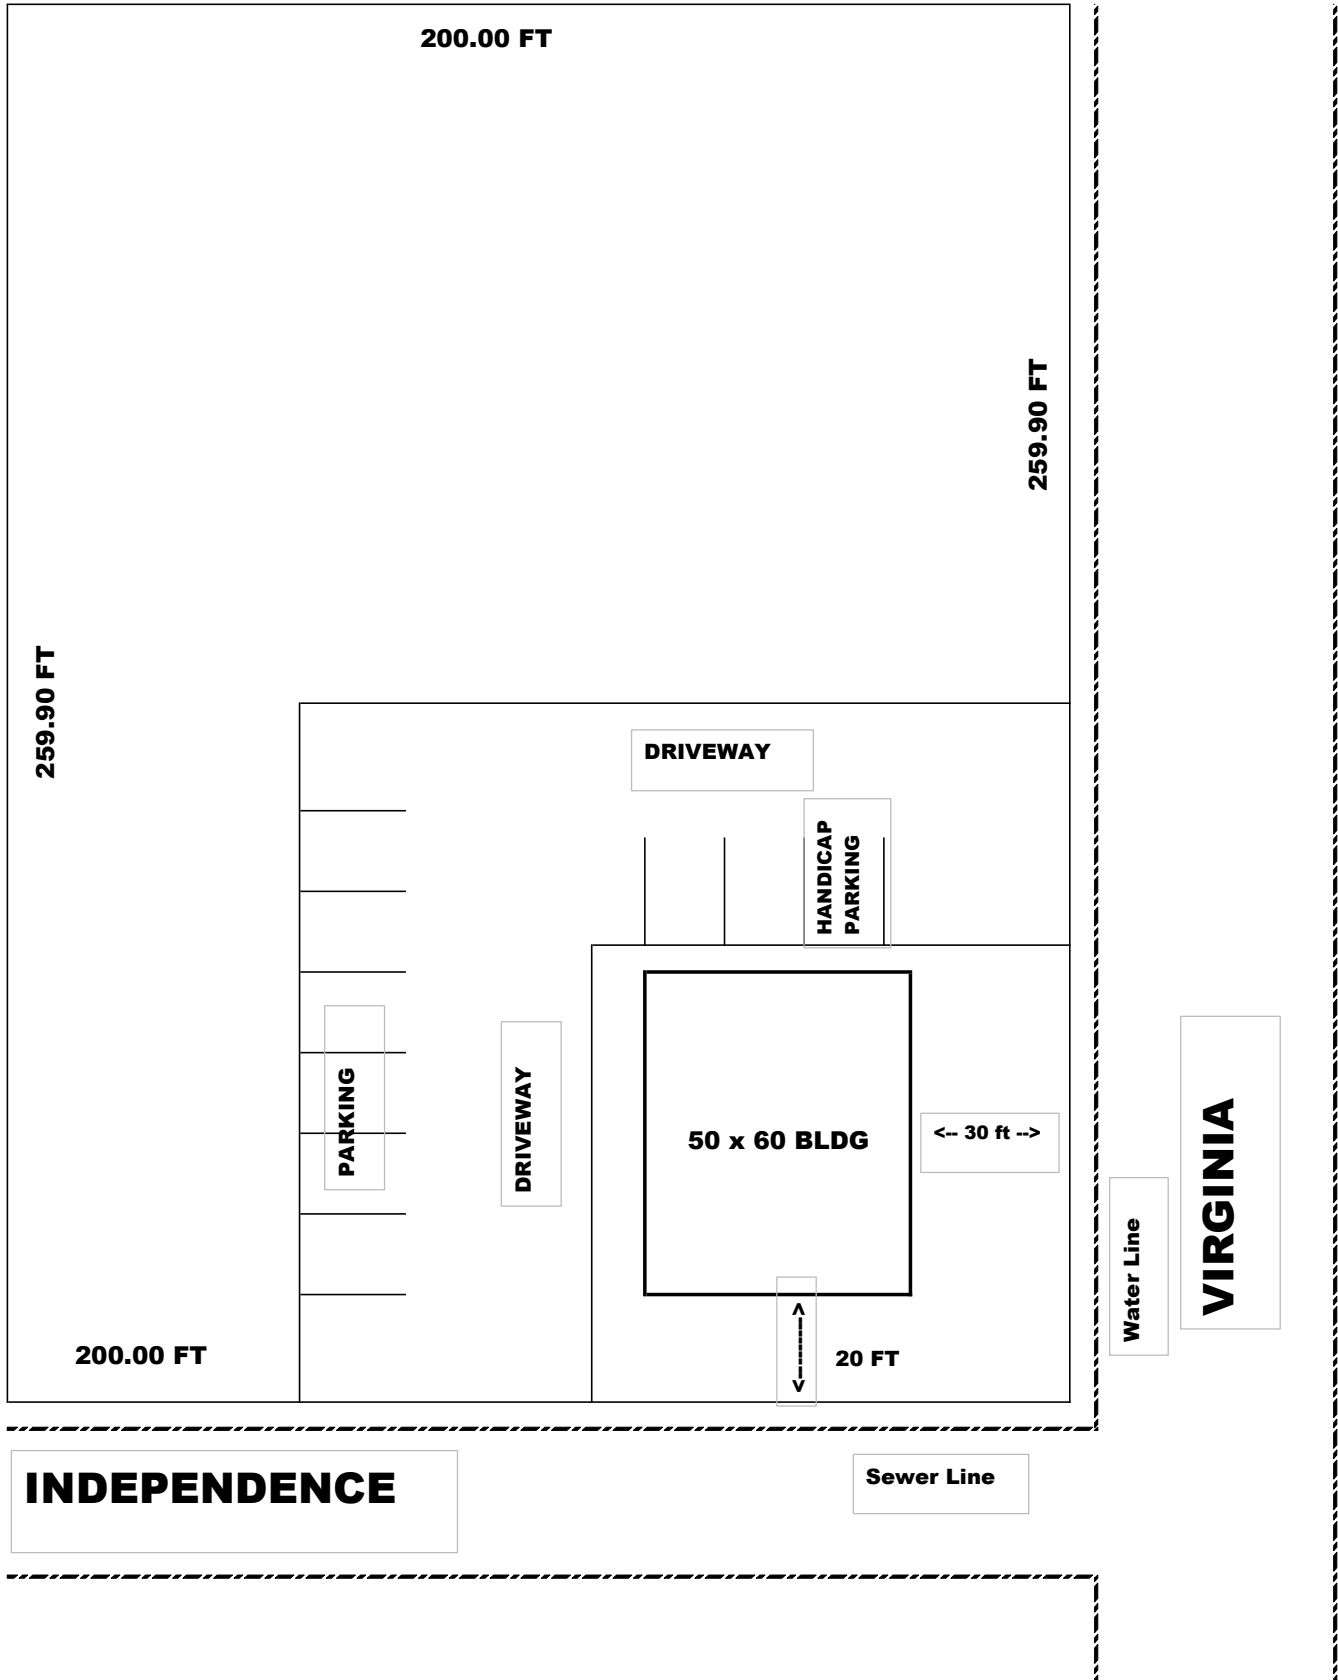 200.00 FT
259.90 FT
259.90 FT
DRIVEWAY
HANDICAP
PARKING
PARKING
DRIVEWAY
50 x 60 BLDG
<-- 30 ft -->
VIRGINIA
Water Line
<------->
20 FT
200.00 FT
INDEPENDENCE
Sewer Line